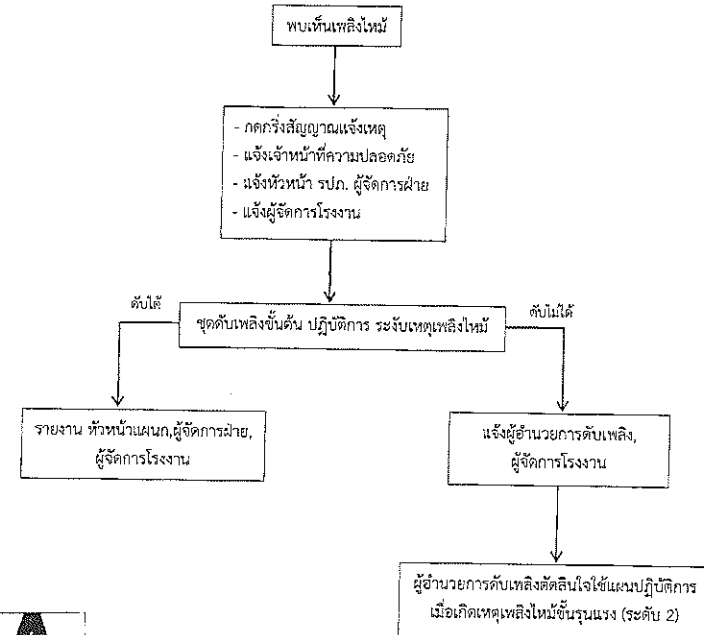 พบเห็นเพลิงไหม้
- กดกริ่งสัญญาณแจ้งเหตุ
- แจ้งเจ้าหน้าที่ความปลอดภัย
- แจ้งหัวหน้า รปภ. ผู้จัดการฝ่าย
- แจ้งผู้จัดการโรงงาน
ดับได้
ชุดดับเพลิงขั้นต้น ปฏิบัติการ ระงับเหตุเพลิงไหม้
ดับไม่ได้
รายงาน หัวหน้าแผนก,ผู้จัดการฝ่าย,
ผู้จัดการโรงงาน
แจ้งผู้อำนวยการดับเพลิง,
ผู้จัดการโรงงาน
ผู้อำนวยการดับเพลิงตัดสินใจใช้แผนปฏิบัติการ
เมื่อเกิดเหตุเพลิงไหม้ขั้นรุนแรง (ระดับ 2)